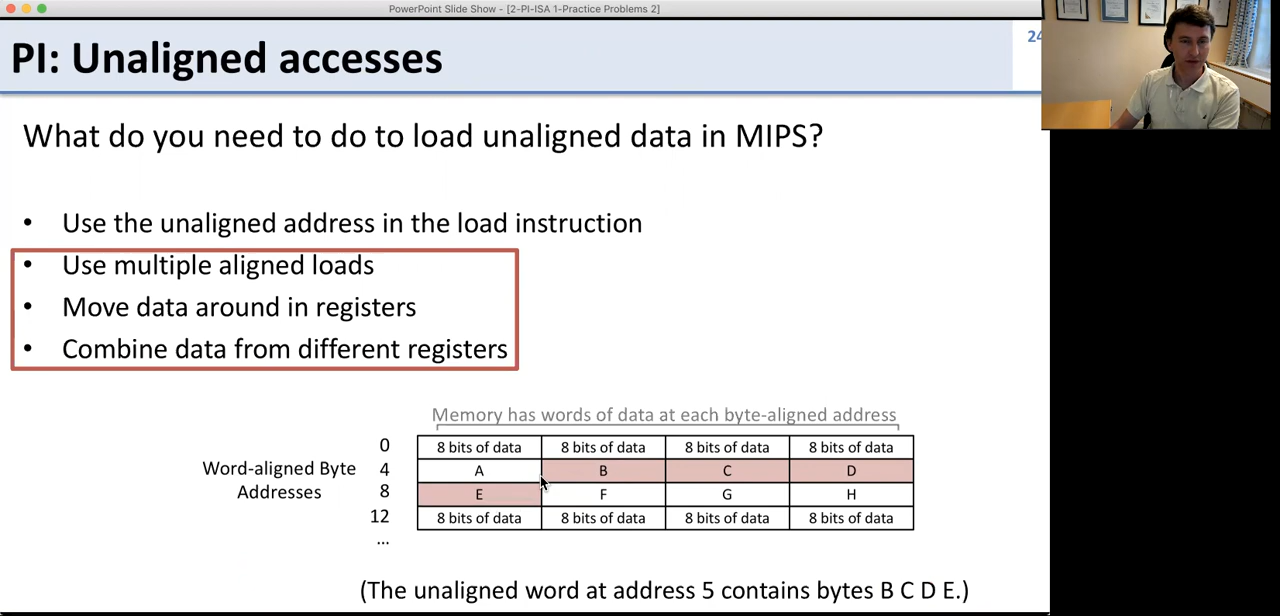 PowerPoint Slide Show - [2-PI-ISA 1-Practice Problems 2]
PI: Unaligned accesses
24
What do you need to do to load unaligned data in MIPS?
• Use the unaligned address in the load instruction
• Use multiple aligned loads
• Move data around in registers
• Combine data from different registers
Memory has words of data at each byte-aligned address
0 8 bits of data 8 bits of data 8 bits of data 8 bits of data
Word-aligned Byte 4 A B C D
Addresses 8 E F G H
12 8 bits of data 8 bits of data 8 bits of data 8 bits of data
...
(The unaligned word at address 5 contains bytes B C D E.)